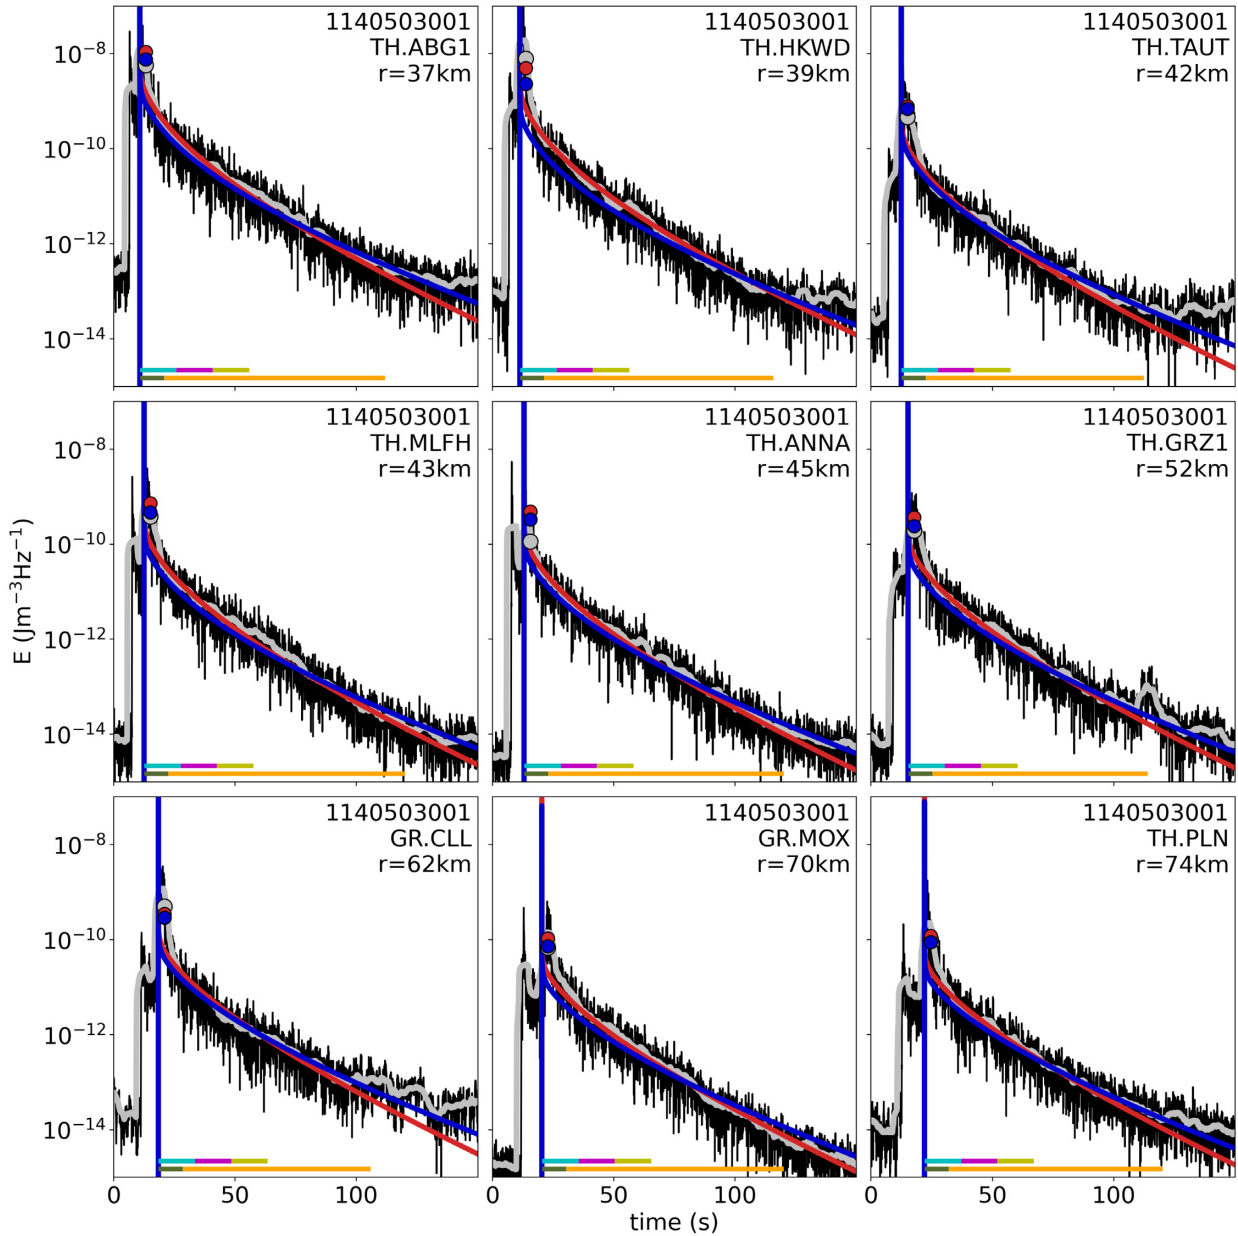 1140503001
TH.ABG1
r=37km
1140503001
TH.HKWD
r=39km
1140503001
TH.TAUT
r=42km
10⁻⁸
10⁻¹⁰
10⁻¹²
10⁻¹⁴
1140503001
TH.MLFH
r=43km
1140503001
TH.ANNA
r=45km
1140503001
TH.GRZ1
r=52km
10⁻⁸
10⁻¹⁰
10⁻¹²
10⁻¹⁴
E (Jm⁻³Hz⁻¹)
1140503001
GR.CLL
r=62km
1140503001
GR.MOX
r=70km
1140503001
TH.PLN
r=74km
10⁻⁸
10⁻¹⁰
10⁻¹²
10⁻¹⁴
0 50 100
0 50 100
0 50 100
time (s)